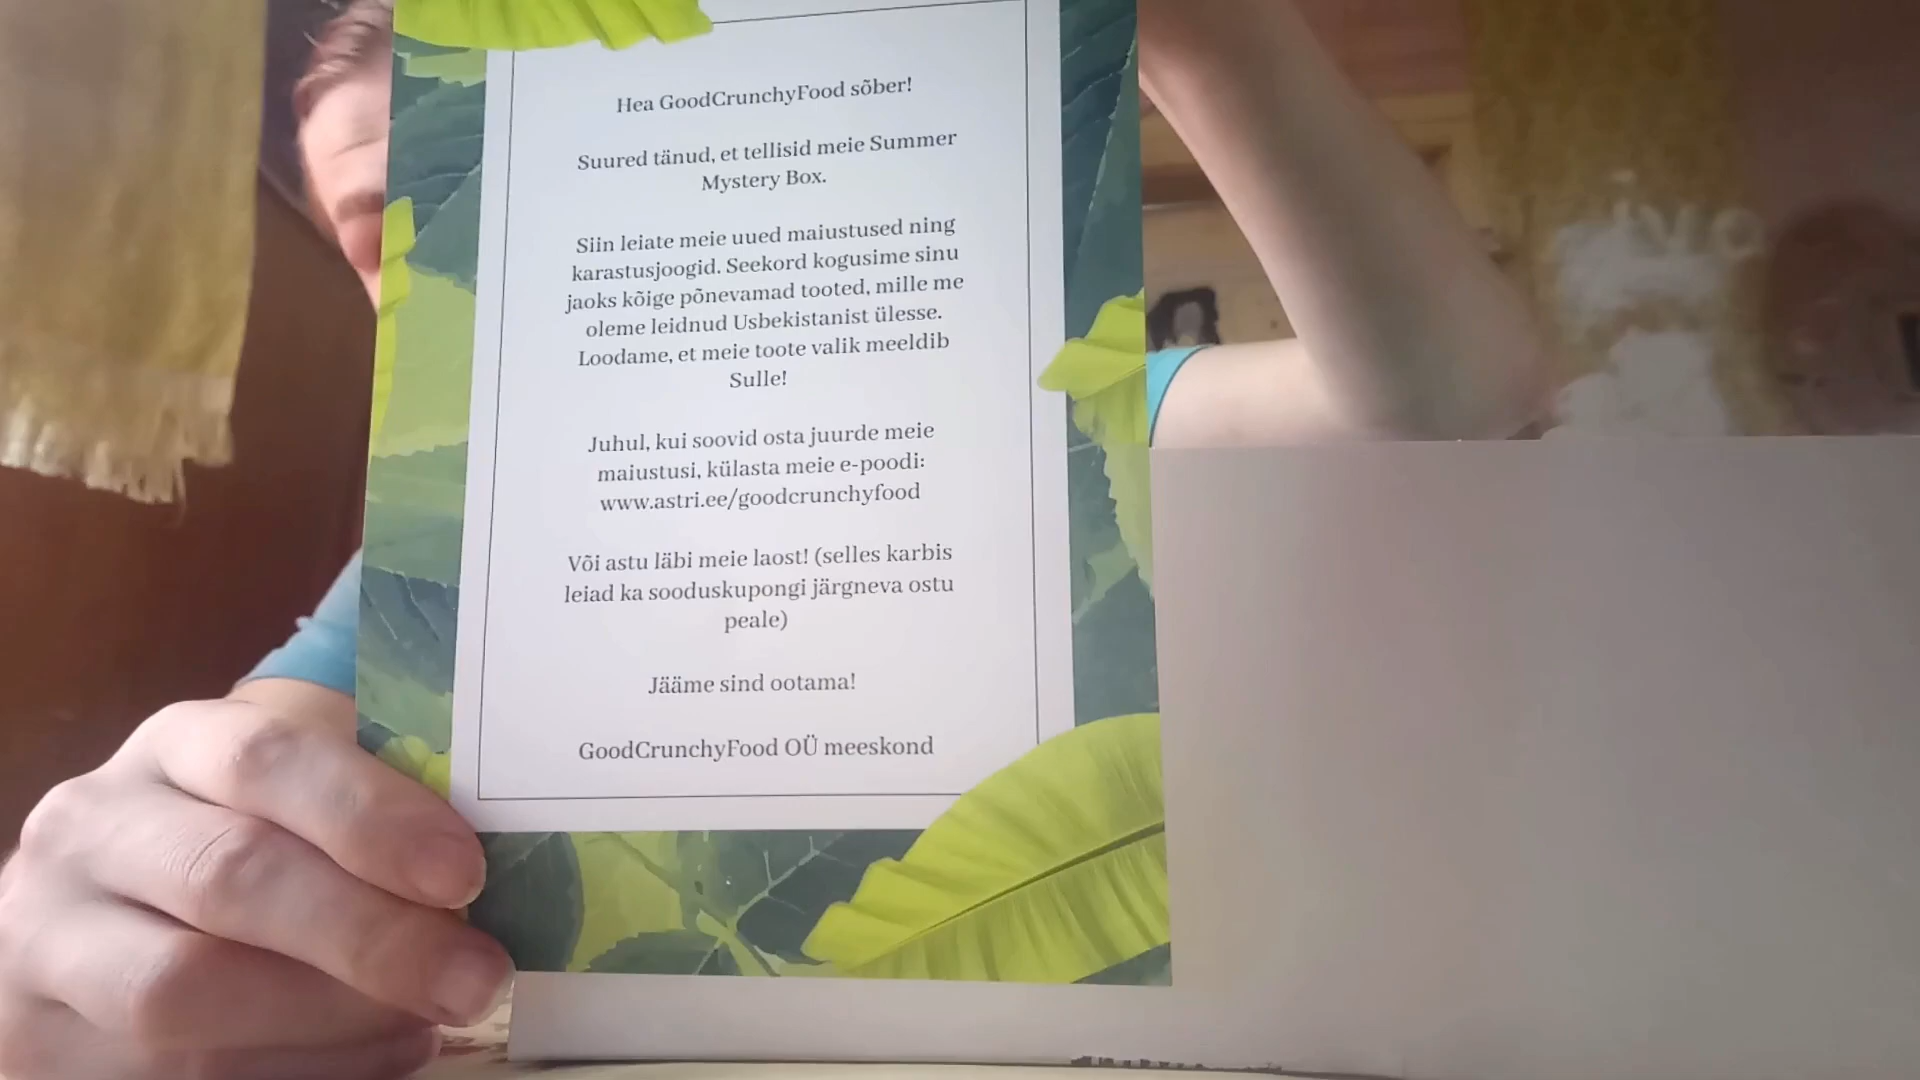 Hea GoodCrunchyFood sõber!
Suured tänud, et tellisid meie Summer
Mystery Box.
Siin leiate meie uued maiustused ning
karastusjoogid. Seekord kogusime sinu
jaoks kõige põnevamad tooted, mille me
oleme leidnud Usbekistanist ülesse.
Loodame, et meie toote valik meeldib
Sulle!
Juhul, kui soovid osta juurde meie
maiustusi, külasta meie e-poodi:
www.astri.ee/goodcrunchyfood
Või astu läbi meie laost! (selles karbis
leiad ka sooduskupongi järgneva ostu
peale)
Jääme sind ootama!
GoodCrunchyFood OÜ meeskond